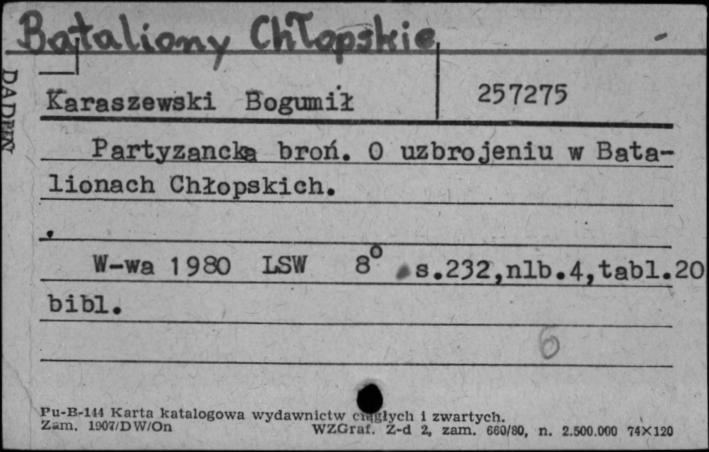 Bataliony Chłopskie
Karaszewski Bogumił 257275
Partyzancka broń. O uzbrojeniu w Bata-
lionach Chłopskich.
W-wa 1980 LSW 8° s.232,nlb.4,tabl.20
bibl.
6
Pu-B-144 Karta katalogowa wydawnictw ciągłych i zwartych.
Zam. 1907/DW/On WZGraf. Z-d 2, zam. 660/80, n. 2.500.000 74×120